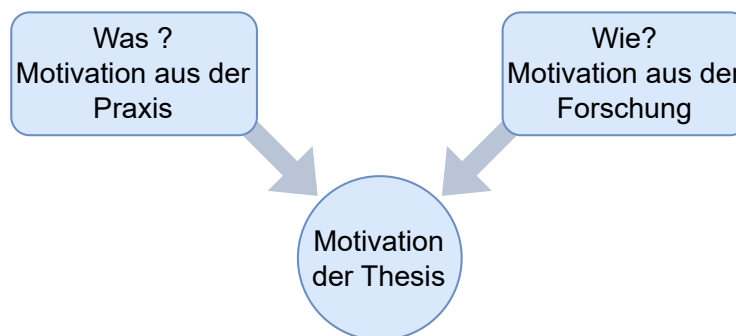 Was ?
Motivation aus der
Praxis
Wie?
Motivation aus der
Forschung
Motivation
der Thesis